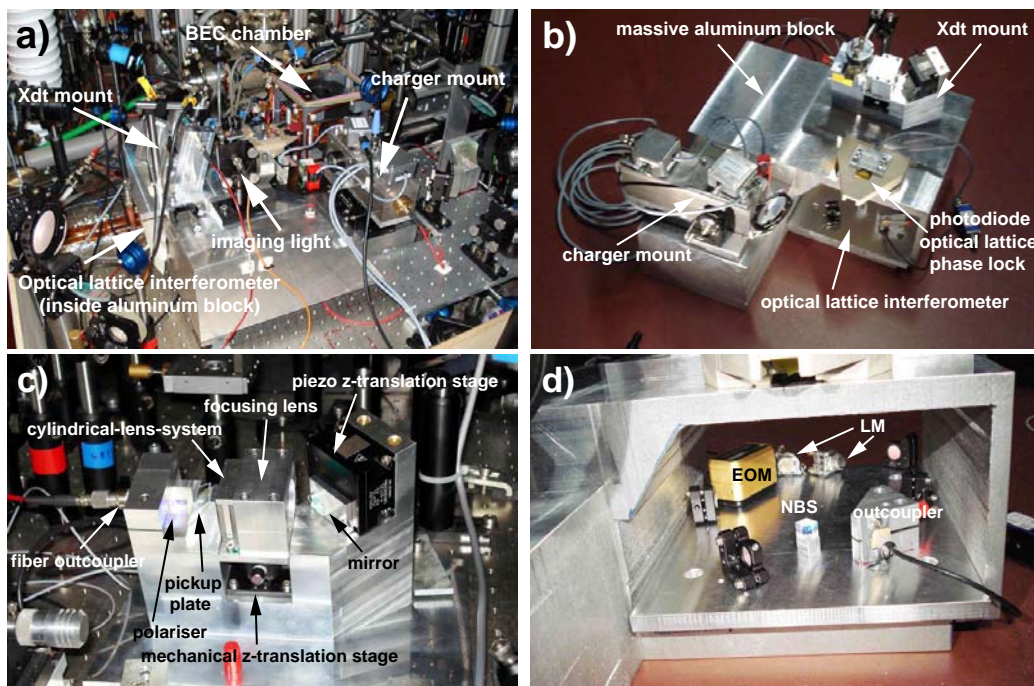 a)
BEC chamber
charger mount
Xdt mount
imaging light
Optical lattice interferometer
(inside aluminum block)
b)
massive aluminum block
Xdt mount
charger mount
photodiode
optical lattice
phase lock
optical lattice interferometer
c)
piezo z-translation stage
focusing lens
cylindrical-lens-system
fiber outcoupler
pickup
plate
mirror
polariser
mechanical z-translation stage
d)
LM
EOM
NBS
outcoupler